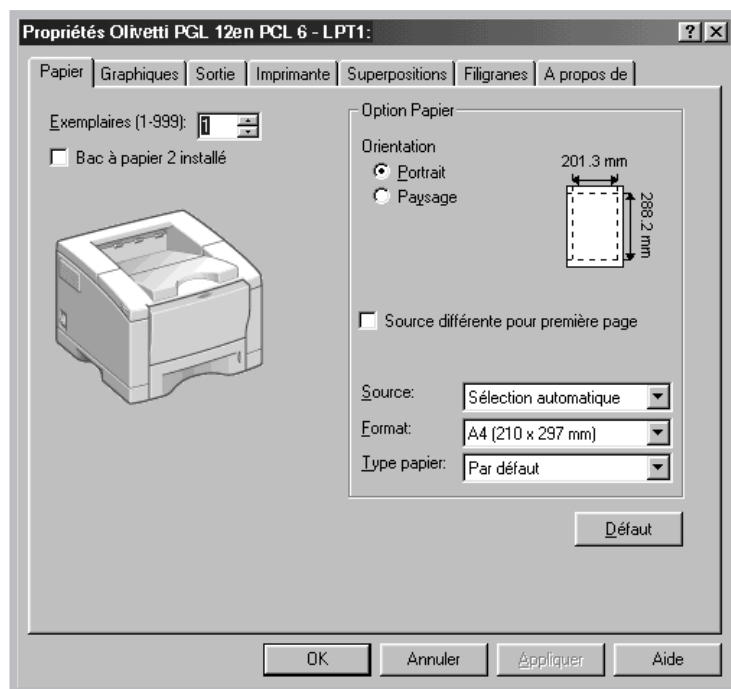 Propriétés Olivetti PGL 12en PCL 6 - LPT1:
Papier Graphiques Sortie Imprimante Superpositions Filigranes A propos de
Exemplaires (1-999): 1
Bac à papier 2 installé
Option Papier
Orientation
Portrait
Paysage
201.3 mm
288.2 mm
Source différente pour première page
Source: Sélection automatique
Format: A4 (210 x 297 mm)
Type papier: Par défaut
Défaut
OK Annuler Appliquer Aide